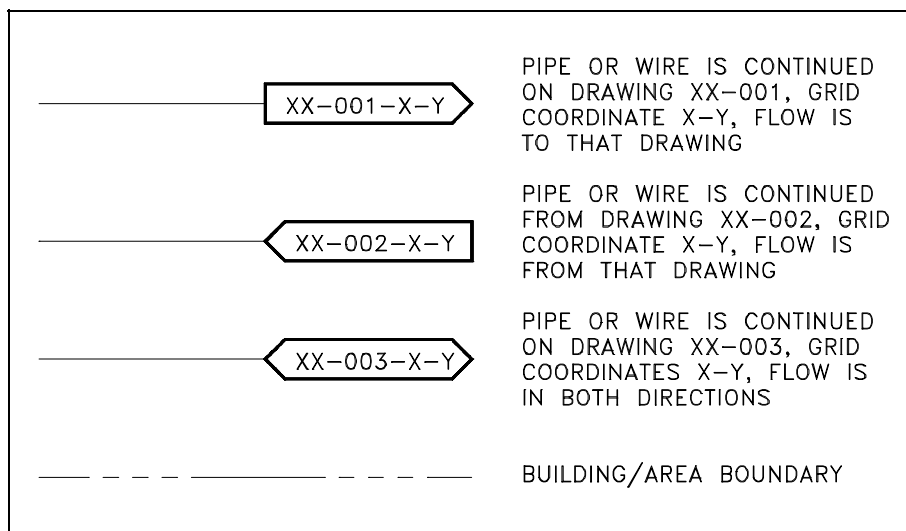 XX-001-X-Y
PIPE OR WIRE IS CONTINUED
ON DRAWING XX-001, GRID
COORDINATE X-Y, FLOW IS
TO THAT DRAWING
XX-002-X-Y
PIPE OR WIRE IS CONTINUED
FROM DRAWING XX-002, GRID
COORDINATE X-Y, FLOW IS
FROM THAT DRAWING
XX-003-X-Y
PIPE OR WIRE IS CONTINUED
ON DRAWING XX-003, GRID
COORDINATES X-Y, FLOW IS
IN BOTH DIRECTIONS
BUILDING/AREA BOUNDARY